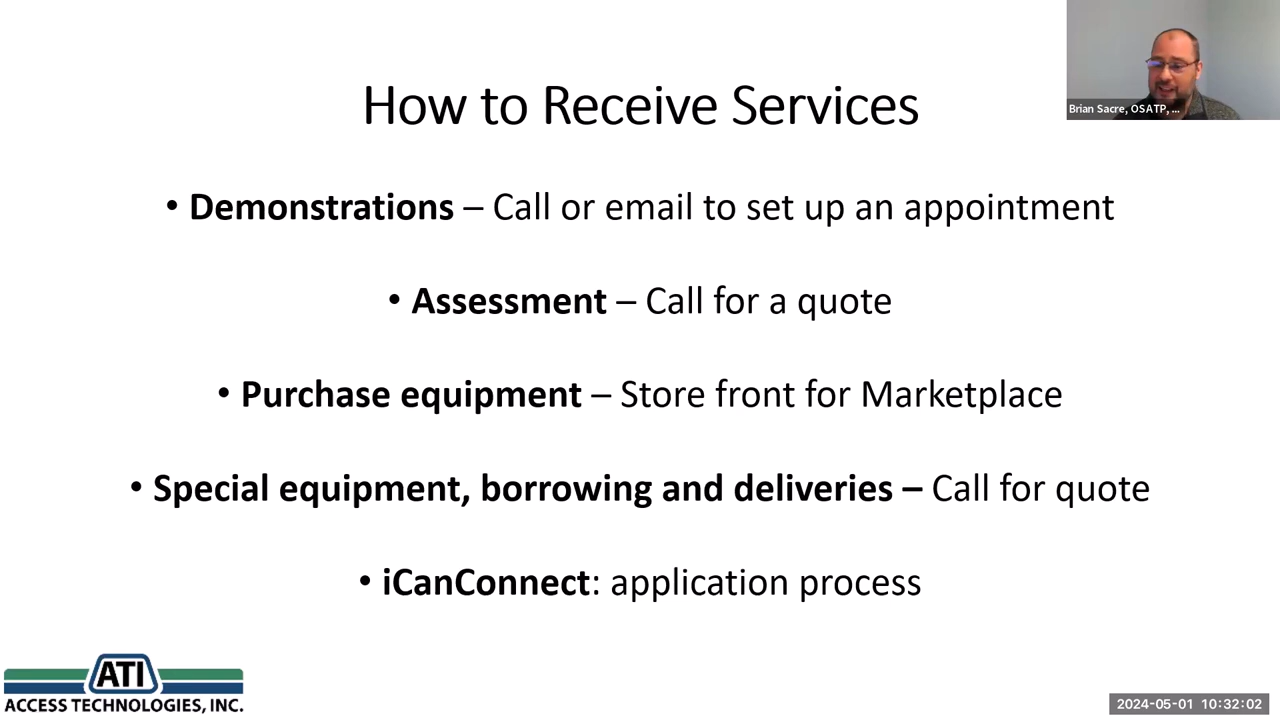 How to Receive Services
Brian Sacre, OSATP, ...
• Demonstrations – Call or email to set up an appointment
• Assessment – Call for a quote
• Purchase equipment – Store front for Marketplace
• Special equipment, borrowing and deliveries – Call for quote
• iCanConnect: application process
ATI
ACCESS TECHNOLOGIES, INC.
2024-05-01 10:32:02